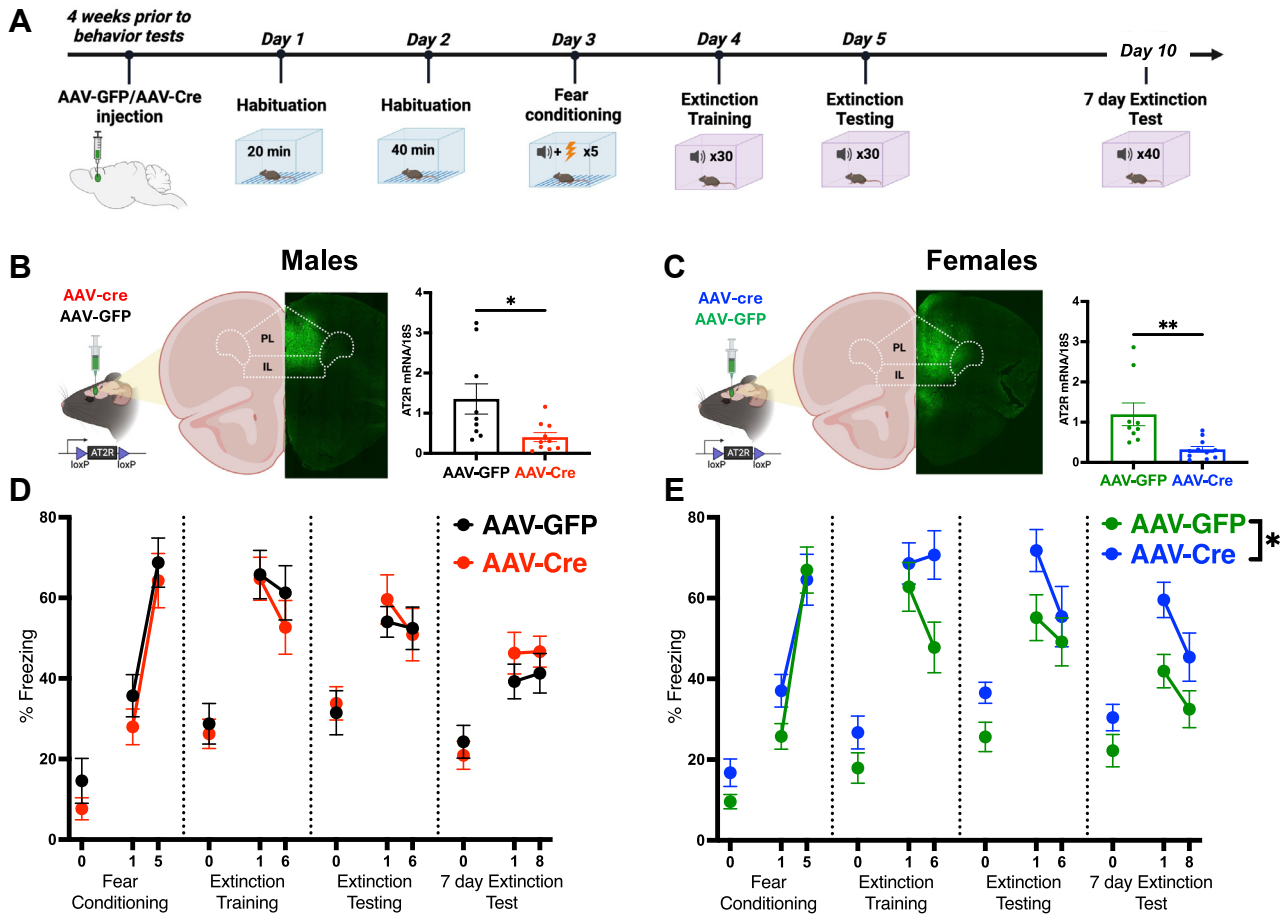 A
4 weeks prior to
behavior tests
Day 1
Day 2
Day 3
Day 4
Day 5
Day 10
AAV-GFP/AAV-Cre
injection
Habituation
Habituation
Fear
conditioning
Extinction
Training
Extinction
Testing
7 day Extinction
Test
20 min
40 min
+ x5
x30
x30
x40
B
Males
AAV-cre
AAV-GFP
PL
IL
AT2R
loxP loxP
AT2R mRNA/18S
4
3
2
1
0
*
AAV-GFP AAV-Cre
C
Females
AAV-cre
AAV-GFP
PL
IL
AT2R
loxP loxP
AT2R mRNA/18S
4
3
2
1
0
**
AAV-GFP AAV-Cre
D
% Freezing
80
60
40
20
0
AAV-GFP
AAV-Cre
0 1 5 0 1 6 0 1 6 0 1 8
Fear Extinction Extinction 7 day Extinction
Conditioning Training Testing Test
E
% Freezing
80
60
40
20
0
AAV-GFP
AAV-Cre
*
0 1 5 0 1 6 0 1 6 0 1 8
Fear Extinction Extinction 7 day Extinction
Conditioning Training Testing Test